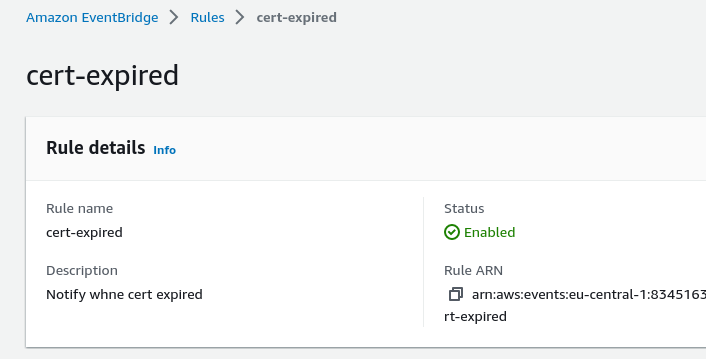 Amazon EventBridge > Rules > cert-expired
cert-expired
Rule details Info
Rule name
cert-expired
Description
Notify whne cert expired
Status
Enabled
Rule ARN
arn:aws:events:eu-central-1:8345163
rt-expired